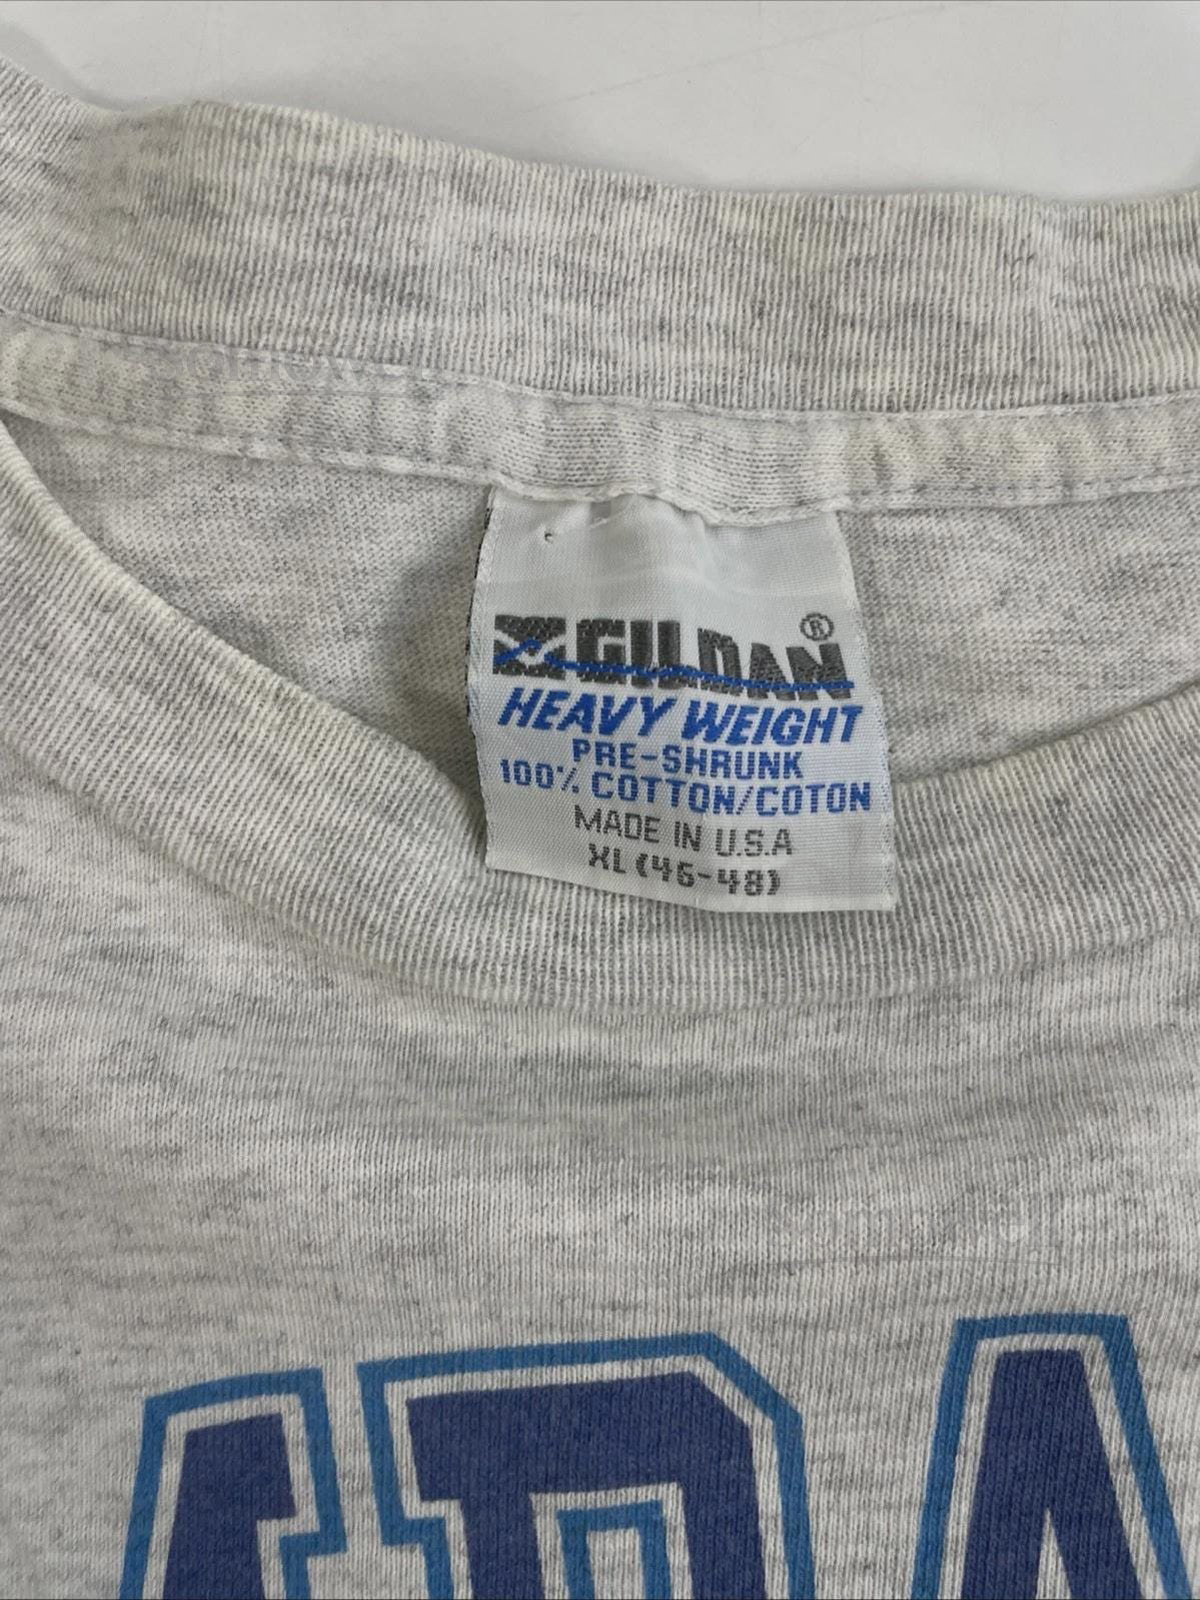 GILDAN®
HEAVY WEIGHT
PRE-SHRUNK
100% COTTON/COTON
MADE IN U.S.A
XL (46-48)